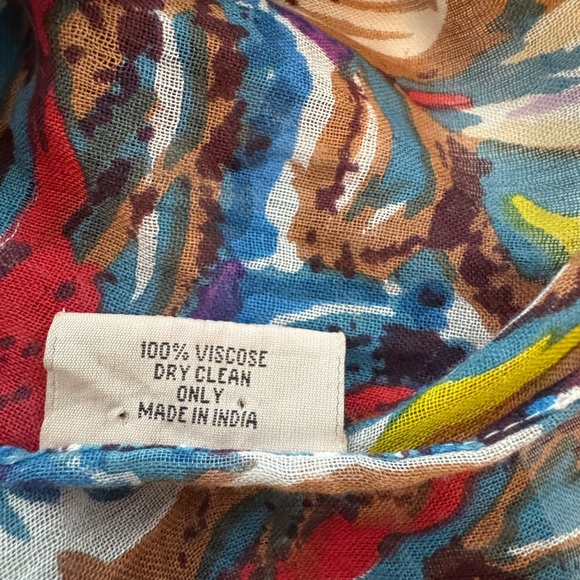 100% VISCOSE
DRY CLEAN
ONLY
MADE IN INDIA